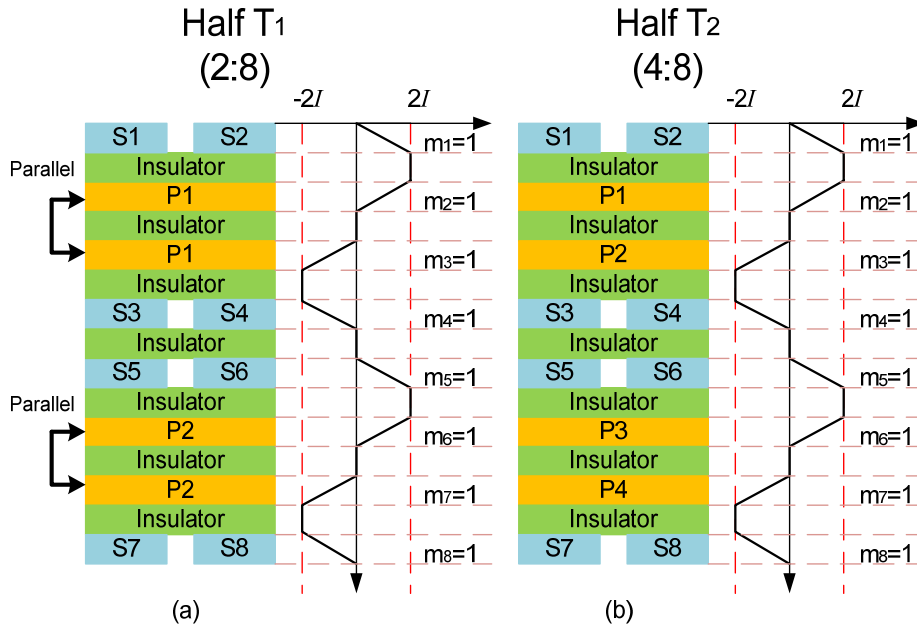 Half T1
(2:8)
-2I 2I
S1 S2
m1=1
Parallel
Insulator
P1
m2=1
Insulator
P1
m3=1
Insulator
S3 S4
m4=1
Insulator
S5 S6
m5=1
Parallel
Insulator
P2
m6=1
Insulator
P2
m7=1
Insulator
S7 S8
m8=1
(a)
Half T2
(4:8)
-2I 2I
S1 S2
m1=1
Insulator
P1
m2=1
Insulator
P2
m3=1
Insulator
S3 S4
m4=1
Insulator
S5 S6
m5=1
Insulator
P3
m6=1
Insulator
P4
m7=1
Insulator
S7 S8
m8=1
(b)